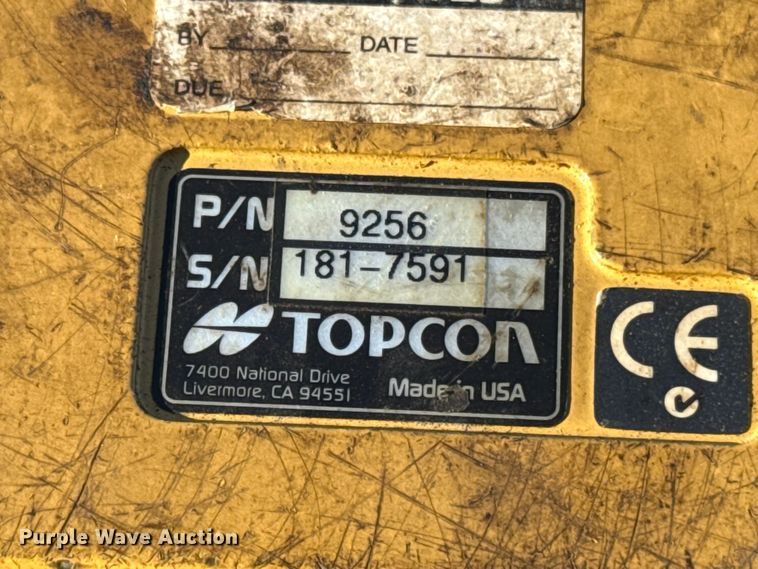 BY DATE
DUE
P/N 9256
S/N 181-7591
TOPCON
7400 National Drive
Livermore, CA 94551
Made in USA
CE
Purple Wave Auction